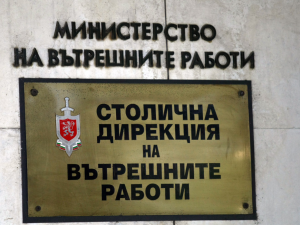 МИНИСТЕРСТВО
НА ВЪТРЕШНИТЕ РАБОТИ
СТОЛИЧНА
ДИРЕКЦИЯ
НА
ВЪТРЕШНИТЕ
РАБОТИ